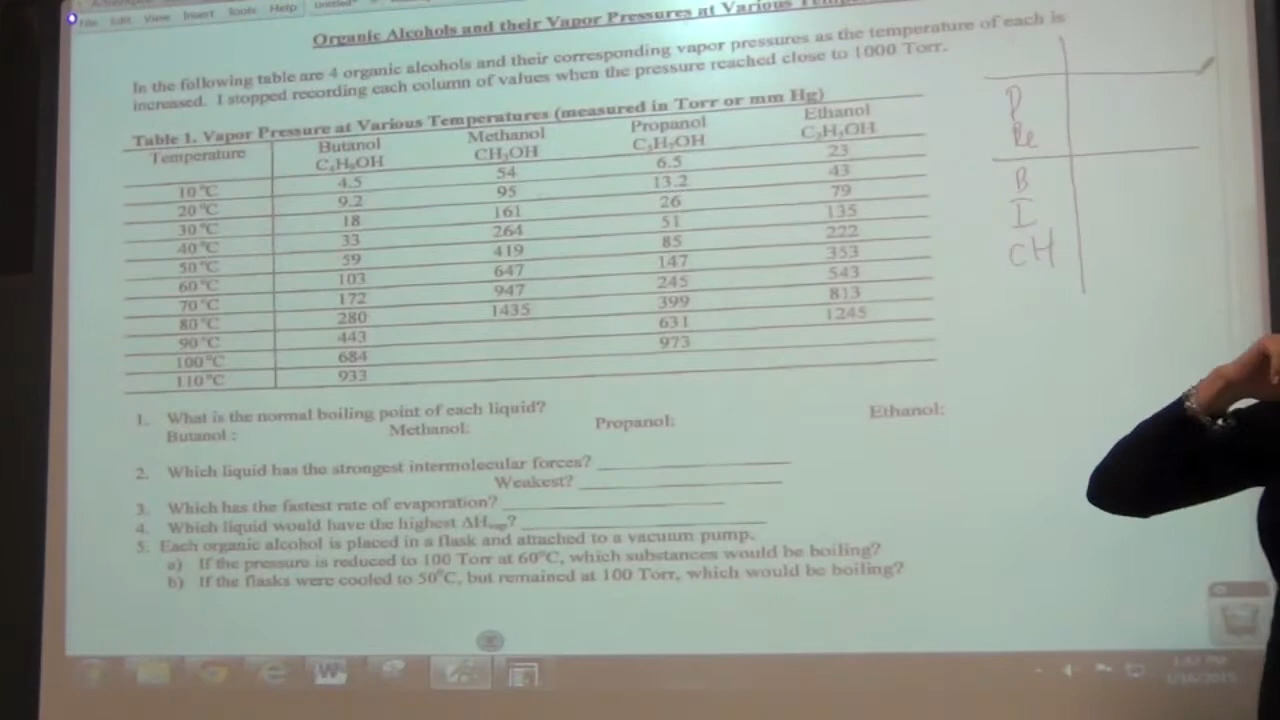 File Edit View Insert Tools Help
Organic Alcohols and their Vapor Pressures at Various
In the following table are 4 organic alcohols and their corresponding vapor pressures as the temperature of each is
increased. I stopped recording each column of values when the pressure reached close to 1000 Torr.
Table 1. Vapor Pressure at Various Temperatures (measured in Torr or mm Hg)
Temperature Butanol Methanol Propanol Ethanol
C₄H₉OH CH₃OH C₃H₇OH C₂H₅OH
10°C 4.5 54 6.5 23
20°C 9.2 95 13.2 43
30°C 18 161 26 79
40°C 33 264 51 135
50°C 59 419 85 222
60°C 103 647 147 353
70°C 172 947 245 543
80°C 280 1435 399 813
90°C 443 631 1245
100°C 684 973
110°C 933
1. What is the normal boiling point of each liquid?
Butanol : Methanol: Propanol: Ethanol:
2. Which liquid has the strongest intermolecular forces?
Weakest?
3. Which has the fastest rate of evaporation?
4. Which liquid would have the highest ΔHvap?
5. Each organic alcohol is placed in a flask and attached to a vacuum pump.
a) If the pressure is reduced to 100 Torr at 60°C, which substances would be boiling?
b) If the flasks were cooled to 50°C, but remained at 100 Torr, which would be boiling?
P
Re
B
I
CH